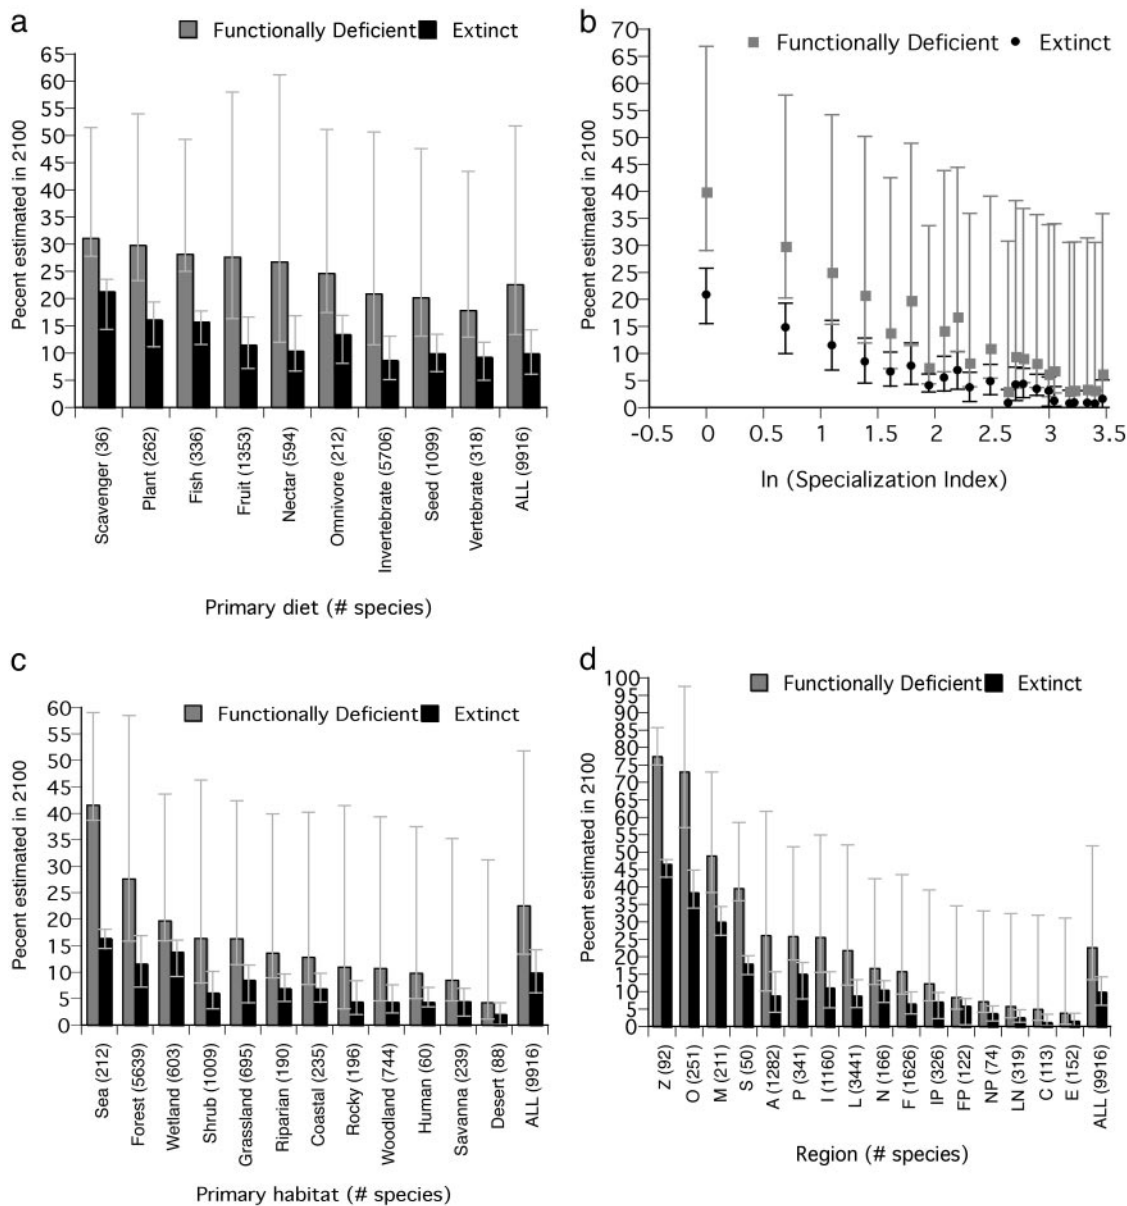 a
Functionally Deficient Extinct
Pecent estimated in 2100
65
60
55
50
45
40
35
30
25
20
15
10
5
0
Scavenger (36)
Plant (262)
Fish (336)
Fruit (1353)
Nectar (594)
Omnivore (212)
Invertebrate (5706)
Seed (1099)
Vertebrate (318)
ALL (9916)
Primary diet (# species)
b
Functionally Deficient Extinct
Pecent estimated in 2100
70
65
60
55
50
45
40
35
30
25
20
15
10
5
0
-0.5 0 0.5 1 1.5 2 2.5 3 3.5
ln (Specialization Index)
c
Functionally Deficient Extinct
Pecent estimated in 2100
60
55
50
45
40
35
30
25
20
15
10
5
0
Sea (212)
Forest (5639)
Wetland (603)
Shrub (1009)
Grassland (695)
Riparian (190)
Coastal (235)
Rocky (196)
Woodland (744)
Human (60)
Savanna (239)
Desert (88)
ALL (9916)
Primary habitat (# species)
d
Functionally Deficient Extinct
Pecent estimated in 2100
100
95
90
85
80
75
70
65
60
55
50
45
40
35
30
25
20
15
10
5
0
Z (92)
O (251)
M (211)
S (50)
A (1282)
P (341)
I (1160)
L (3441)
N (166)
F (1626)
IP (326)
FP (122)
NP (74)
LN (319)
C (113)
E (152)
ALL (9916)
Region (# species)